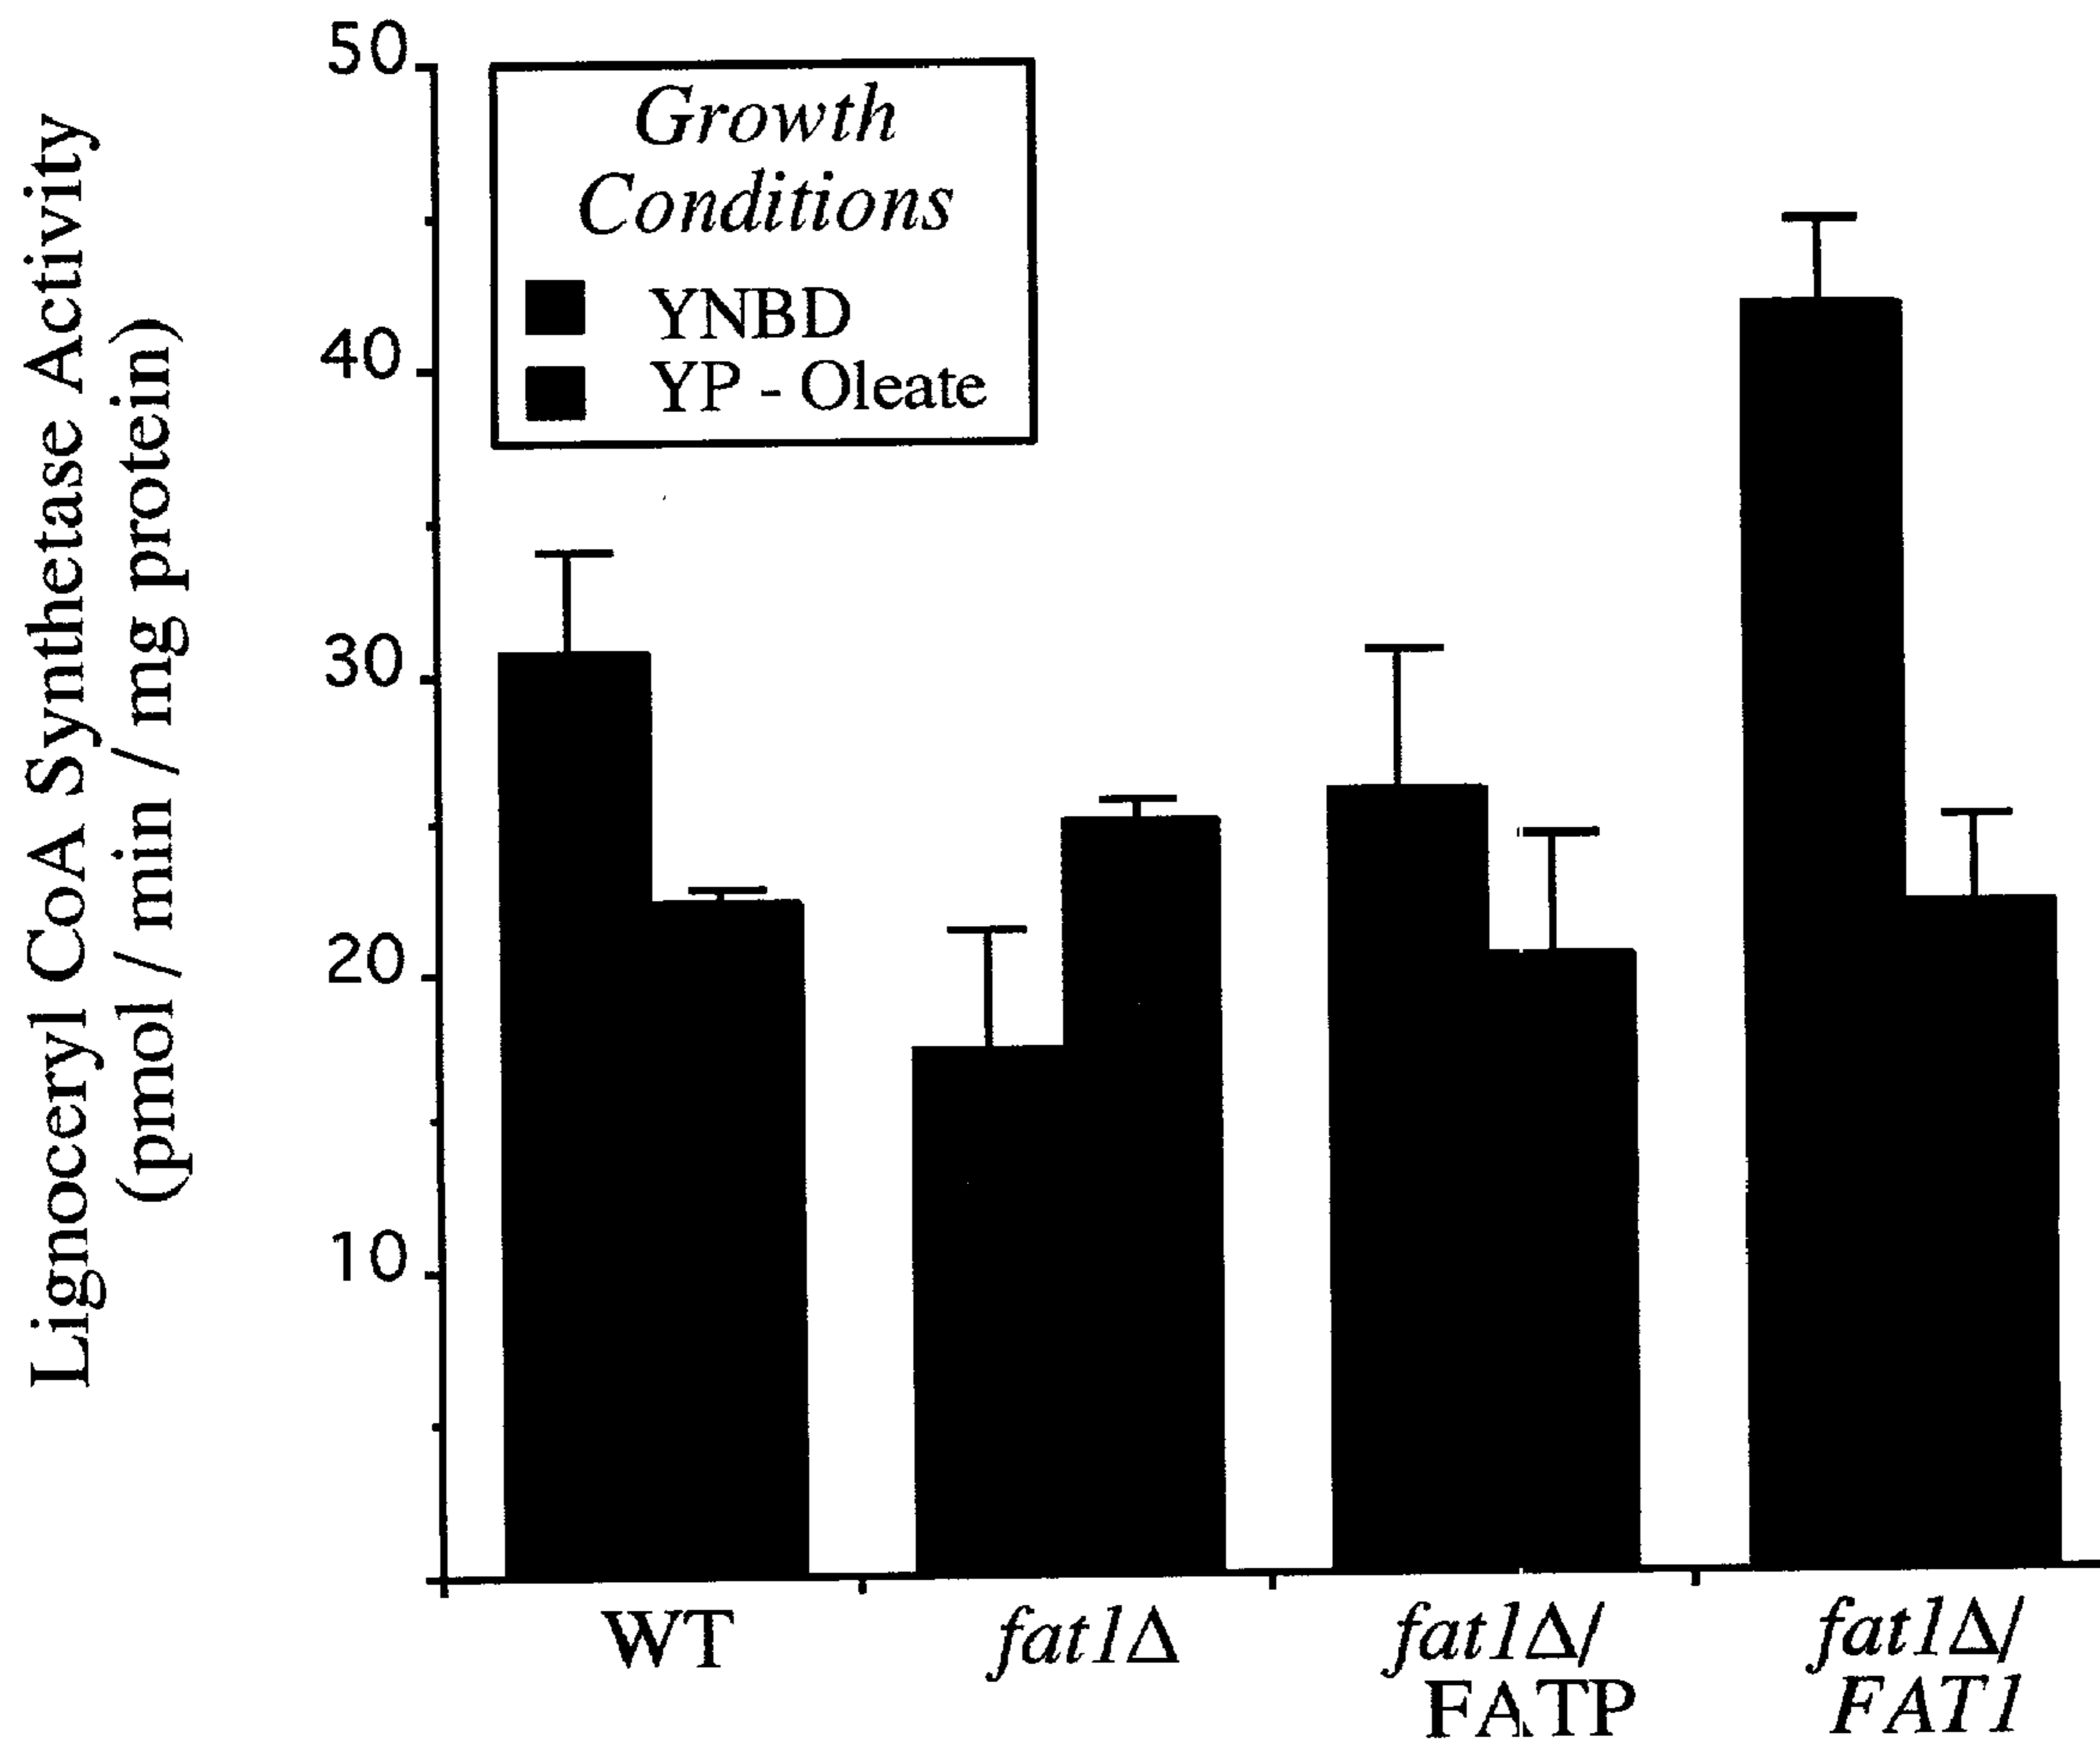 Lignoceryl CoA Synthetase Activity
(pmol / min / mg protein)
50
40
30
20
10
Growth
Conditions
YNBD
YP - Oleate
WT
fat1Δ
fat1Δ/
FATP
fat1Δ/
FAT1